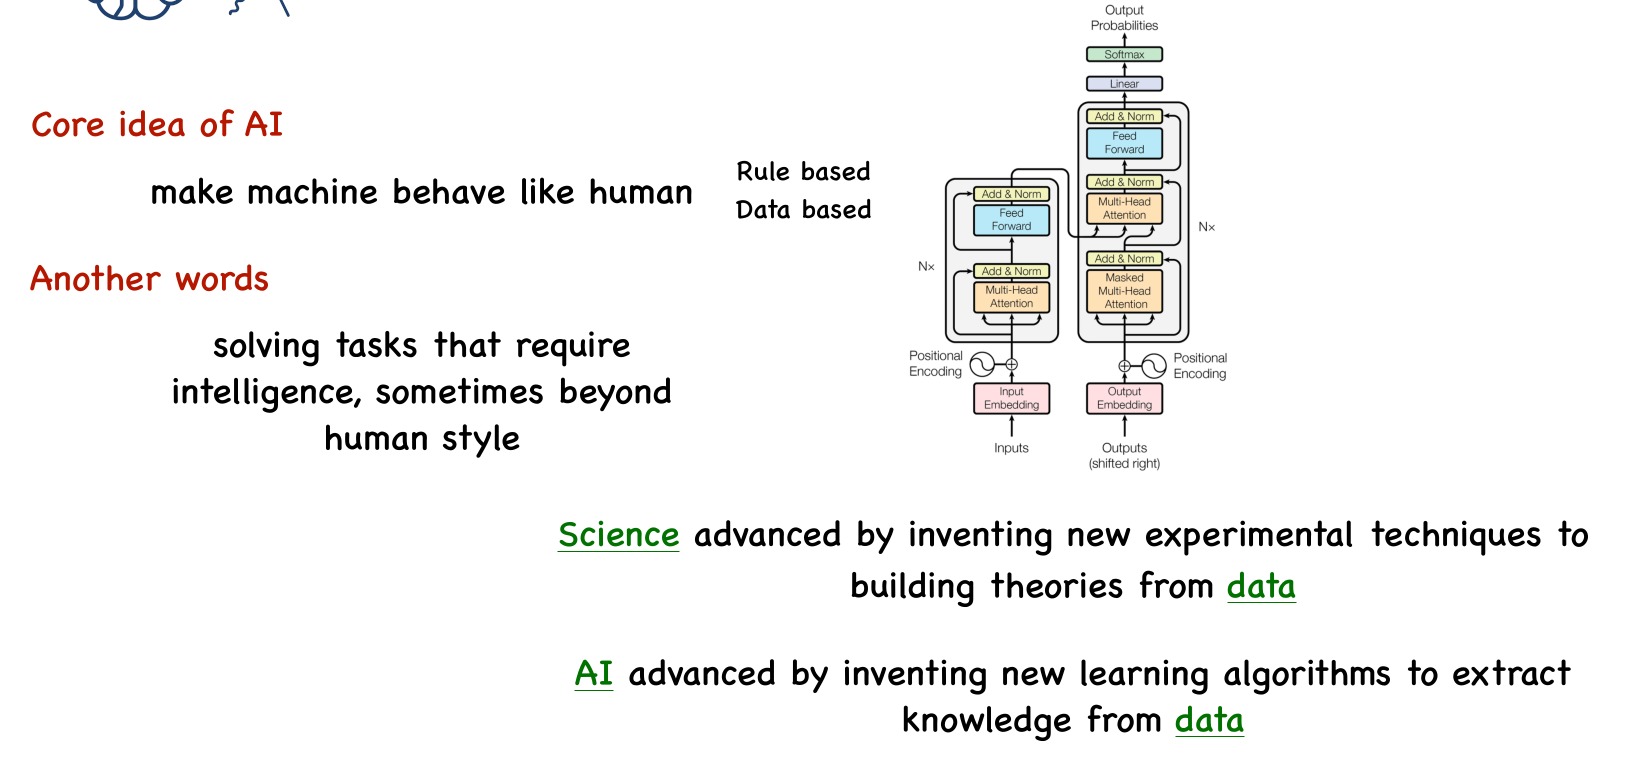 Core idea of AI
make machine behave like human
Rule based
Data based
Another words
solving tasks that require
intelligence, sometimes beyond
human style
Output
Probabilities
Softmax
Linear
Add & Norm
Feed
Forward
Add & Norm
Multi-Head
Attention
Add & Norm
Masked
Multi-Head
Attention
Nx
Add & Norm
Feed
Forward
Add & Norm
Multi-Head
Attention
Nx
Positional
Encoding
Positional
Encoding
Input
Embedding
Output
Embedding
Inputs
Outputs
(shifted right)
Science advanced by inventing new experimental techniques to
building theories from data
AI advanced by inventing new learning algorithms to extract
knowledge from data